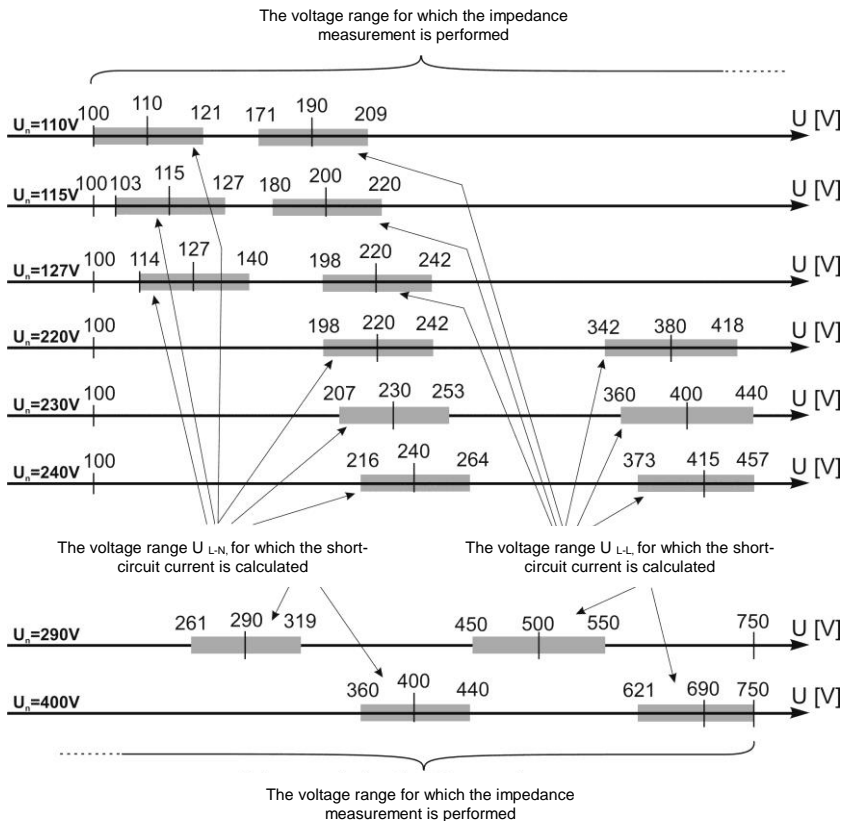 The voltage range for which the impedance
measurement is performed
Un=110V 100 110 121 171 190 209 U [V]
Un=115V 100 103 115 127 180 200 220 U [V]
Un=127V 100 114 127 140 198 220 242 U [V]
Un=220V 100 198 220 242 342 380 418 U [V]
Un=230V 100 207 230 253 360 400 440 U [V]
Un=240V 100 216 240 264 373 415 457 U [V]
The voltage range U L-N, for which the short-
circuit current is calculated
The voltage range U L-L, for which the short-
circuit current is calculated
Un=290V 261 290 319 450 500 550 750 U [V]
Un=400V 360 400 440 621 690 750 U [V]
The voltage range for which the impedance
measurement is performed